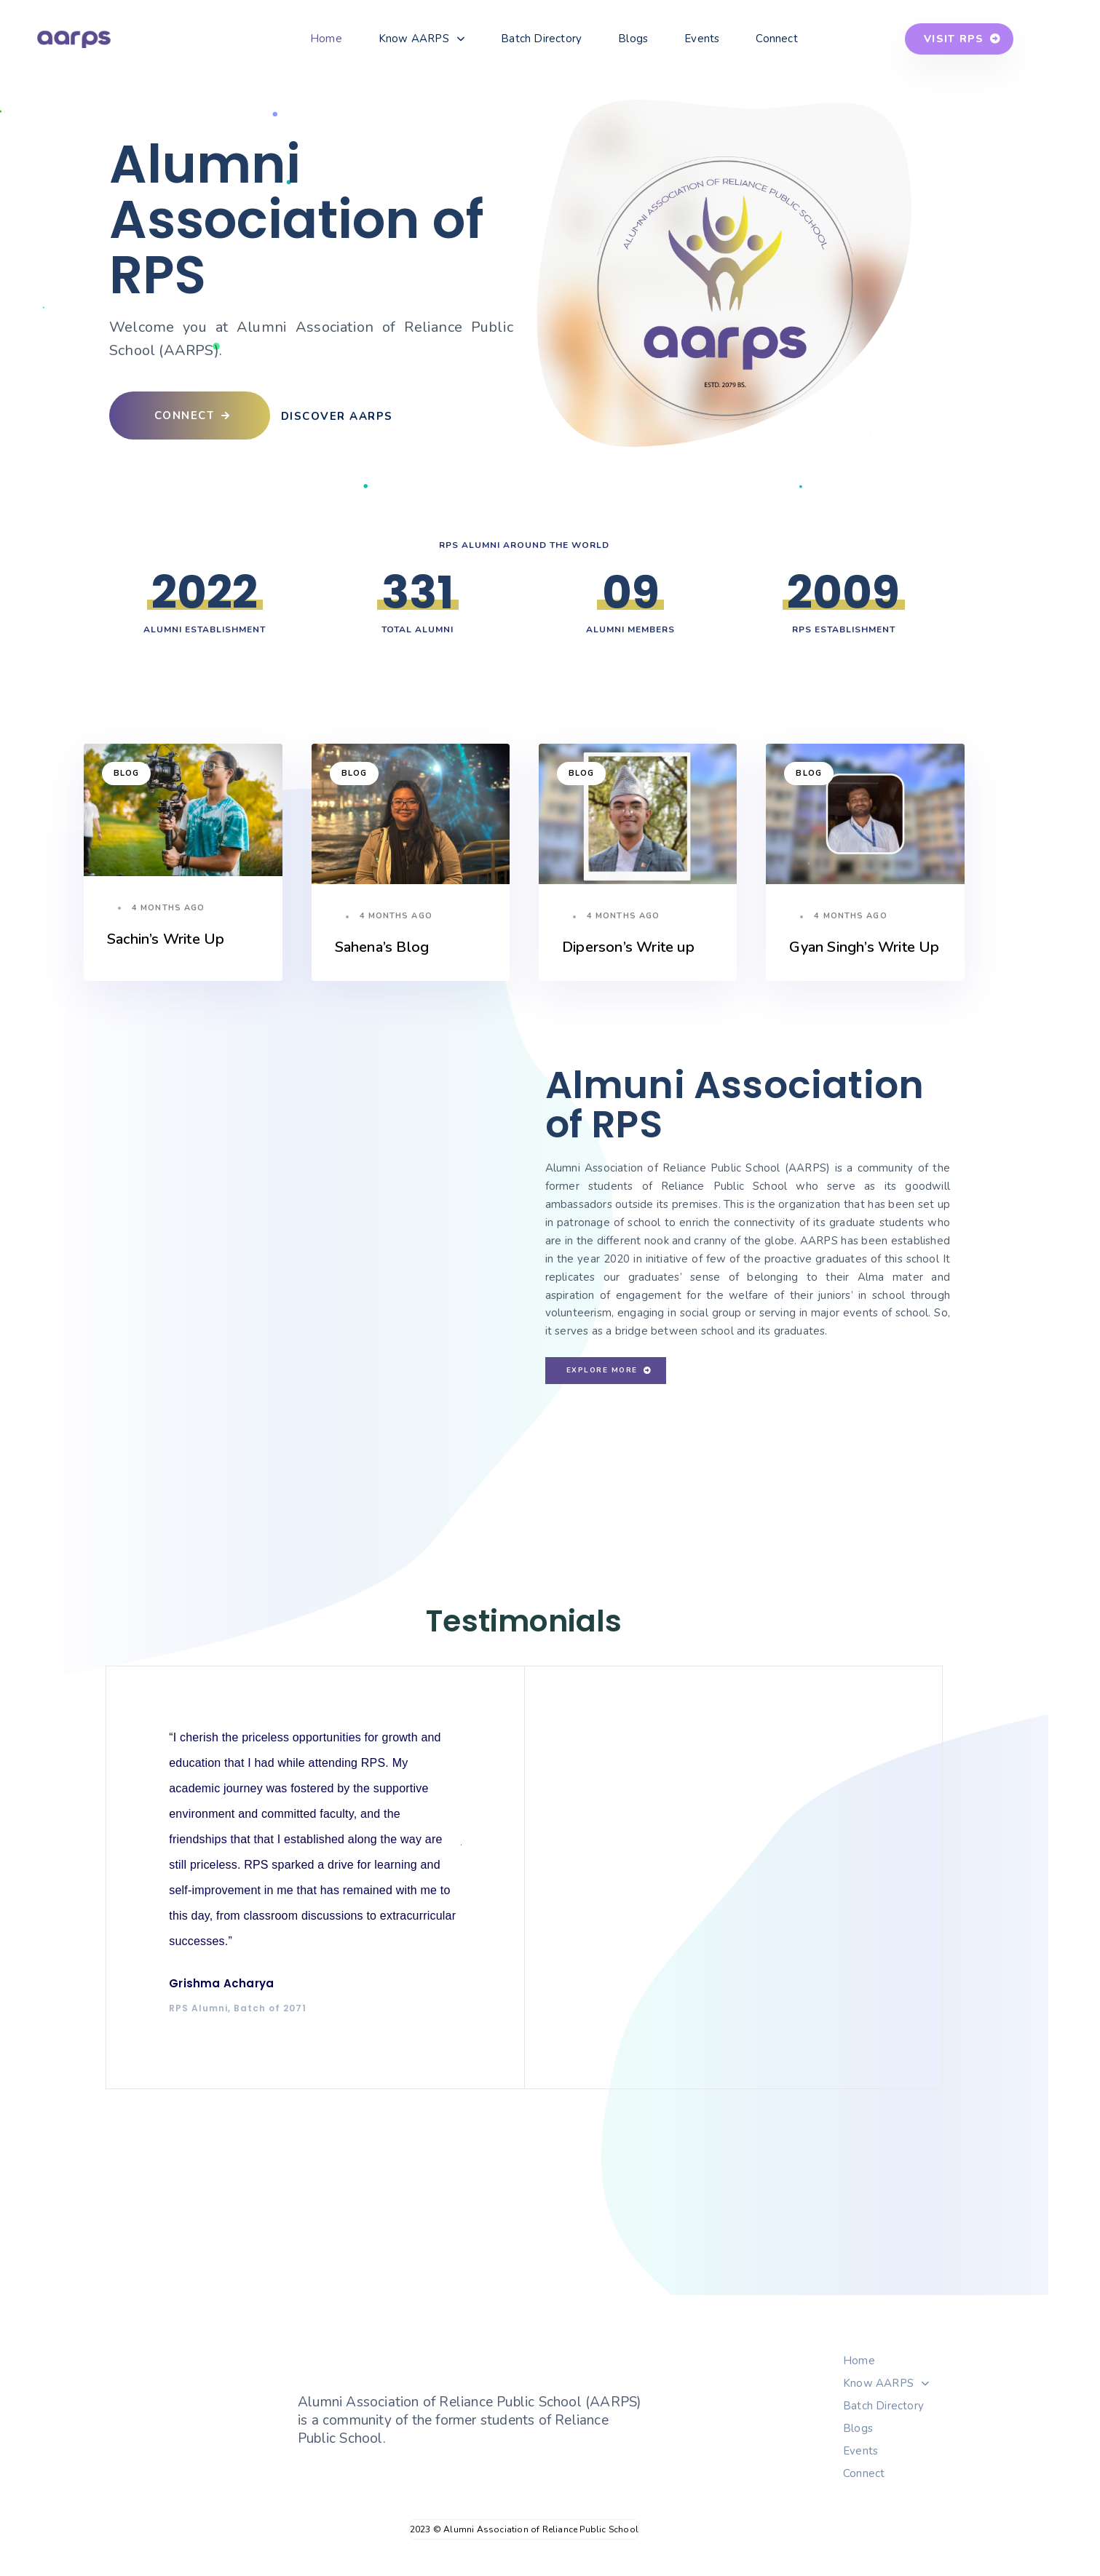 aarps
Home
Know AARPS
Batch Directory
Blogs
Events
Connect
VISIT RPS
Alumni
Association of
RPS
Welcome you at Alumni Association of Reliance Public
School (AARPS).
CONNECT
DISCOVER AARPS
ALUMNI ASSOCIATION OF RELIANCE PUBLIC SCHOOL
aarps
ESTD. 2079 BS.
RPS ALUMNI AROUND THE WORLD
2022
ALUMNI ESTABLISHMENT
331
TOTAL ALUMNI
09
ALUMNI MEMBERS
2009
RPS ESTABLISHMENT
BLOG
4 MONTHS AGO
Sachin’s Write Up
BLOG
4 MONTHS AGO
Sahena’s Blog
BLOG
4 MONTHS AGO
Diperson’s Write up
BLOG
4 MONTHS AGO
Gyan Singh’s Write Up
Almuni Association
of RPS
Alumni Association of Reliance Public School (AARPS) is a community of the
former students of Reliance Public School who serve as its goodwill
ambassadors outside its premises. This is the organization that has been set up
in patronage of school to enrich the connectivity of its graduate students who
are in the different nook and cranny of the globe. AARPS has been established
in the year 2020 in initiative of few of the proactive graduates of this school It
replicates our graduates’ sense of belonging to their Alma mater and
aspiration of engagement for the welfare of their juniors’ in school through
volunteerism, engaging in social group or serving in major events of school. So,
it serves as a bridge between school and its graduates.
EXPLORE MORE
Testimonials
“I cherish the priceless opportunities for growth and
education that I had while attending RPS. My
academic journey was fostered by the supportive
environment and committed faculty, and the
friendships that that I established along the way are
still priceless. RPS sparked a drive for learning and
self-improvement in me that has remained with me to
this day, from classroom discussions to extracurricular
successes.”
Grishma Acharya
RPS Alumni, Batch of 2071
Alumni Association of Reliance Public School (AARPS)
is a community of the former students of Reliance
Public School.
Home
Know AARPS
Batch Directory
Blogs
Events
Connect
2023 © Alumni Association of Reliance Public School